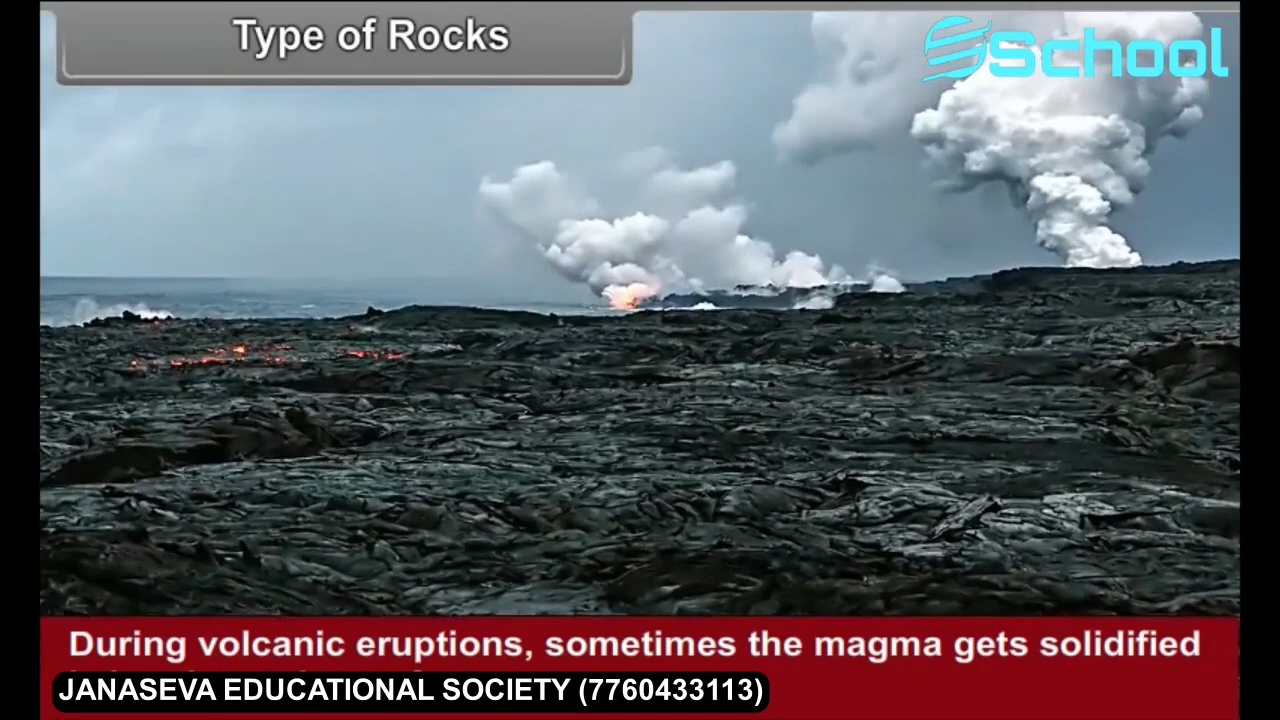 Type of Rocks
School
During volcanic eruptions, sometimes the magma gets solidified
JANASEVA EDUCATIONAL SOCIETY (7760433113)